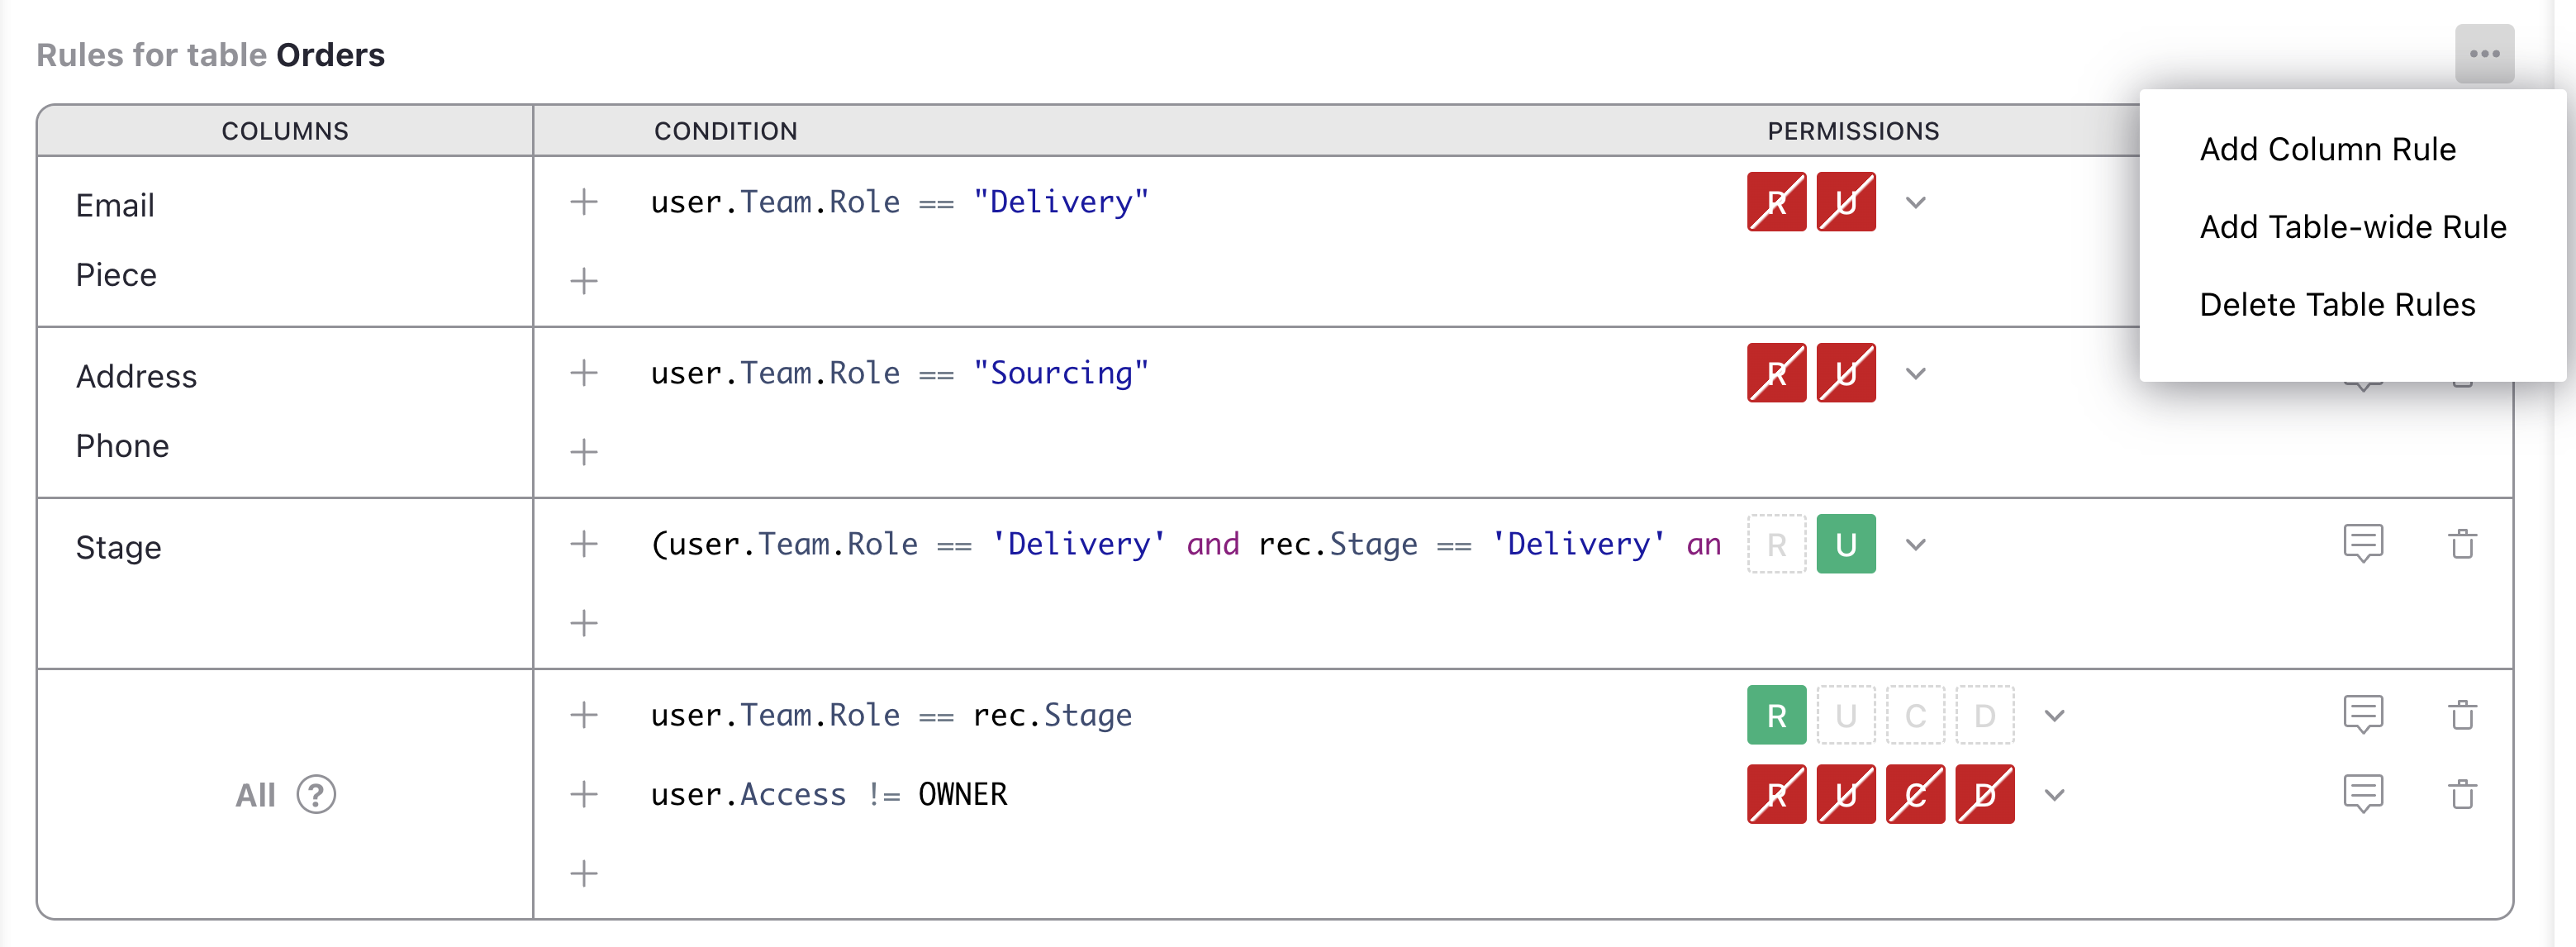 Rules for table Orders
•••
COLUMNS CONDITION PERMISSIONS
Add Column Rule
Add Table-wide Rule
Delete Table Rules
Email
Piece
user.Team.Role == "Delivery" R U
Address
Phone
user.Team.Role == "Sourcing" R U
Stage
(user.Team.Role == 'Delivery' and rec.Stage == 'Delivery' an R U
All ?
user.Team.Role == rec.Stage R U C D
user.Access != OWNER R U C D